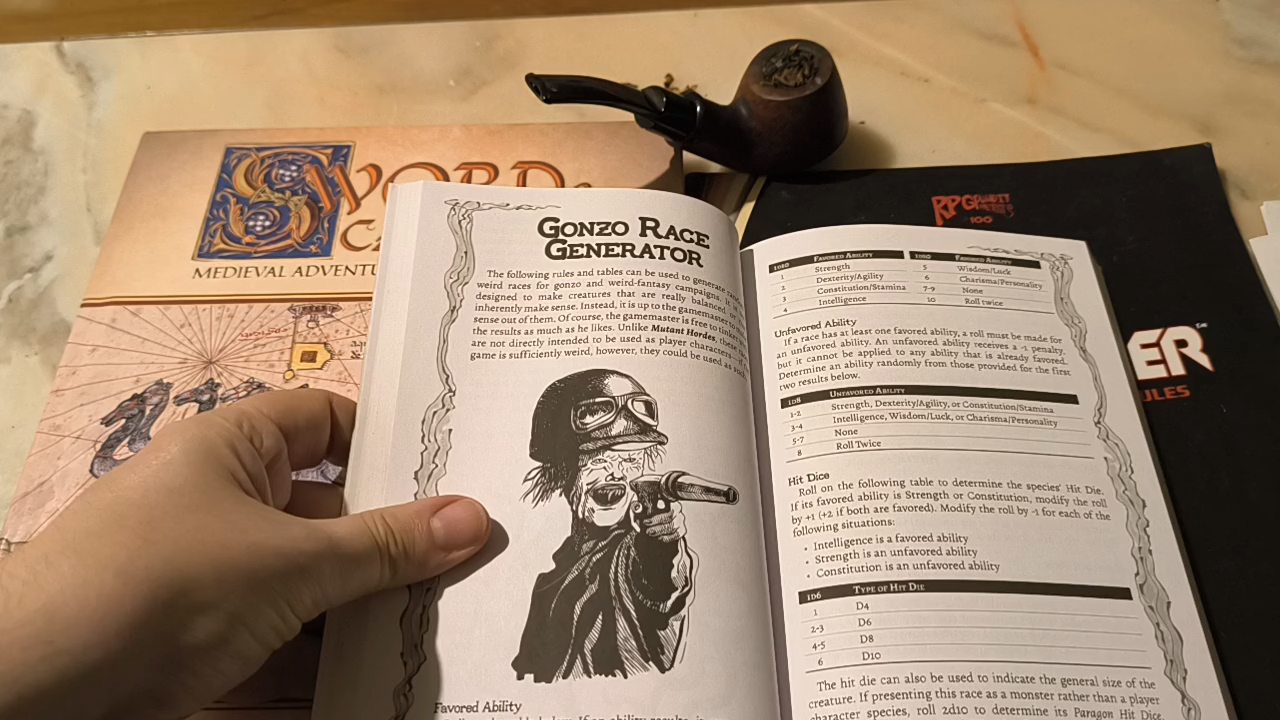 SWORD
CA
MEDIEVAL ADVENTU
RPG
100
ER
ULES
GONZO RACE
GENERATOR
The following rules and tables can be used to generate
weird races for gonzo and weird-fantasy campaigns. It is
designed to make creatures that are really balanced or
inherently make sense. Instead, it is up to the gamemaster to
sense out of them. Of course, the gamemaster is free to tinker
the results as much as he likes. Unlike Mutant Hordes, these
are not directly intended to be used as player characters
game is sufficiently weird, however, they could be used as
Favored Ability
1D10 FAVORED ABILITY
1 Strength
2 Dexterity/Agility
3 Constitution/Stamina
4 Intelligence
1D10 FAVORED ABILITY
5 Wisdom/Luck
6 Charisma/Personality
7-9 None
10 Roll twice
Unfavored Ability
If a race has at least one favored ability, a roll must be made for
an unfavored ability. An unfavored ability receives a -1 penalty,
but it cannot be applied to any ability that is already favored.
Determine an ability randomly from those provided for the first
two results below.
1D8 UNFAVORED ABILITY
1-2 Strength, Dexterity/Agility, or Constitution/Stamina
3-4 Intelligence, Wisdom/Luck, or Charisma/Personality
5-7 None
8 Roll Twice
Hit Dice
Roll on the following table to determine the species' Hit Die.
If its favored ability is Strength or Constitution, modify the roll
by +1 (+2 if both are favored). Modify the roll by -1 for each of the
following situations:
• Intelligence is a favored ability
• Strength is an unfavored ability
• Constitution is an unfavored ability
1D6 TYPE OF HIT DIE
1 D4
2-3 D6
4-5 D8
6 D10
The hit die can also be used to indicate the general size of the
creature. If presenting this race as a monster rather than a player
character species, roll 2d10 to determine its Paragon Hit Dice